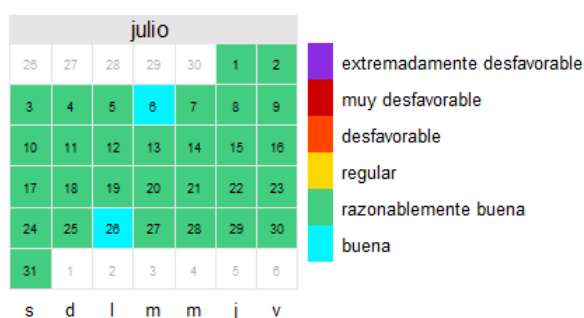 julio
26 27 28 29 30 1 2
3 4 5 6 7 8 9
10 11 12 13 14 15 16
17 18 19 20 21 22 23
24 25 26 27 28 29 30
31 1 2 3 4 5 6
s d l m m j v
extremadamente desfavorable
muy desfavorable
desfavorable
regular
razonablemente buena
buena